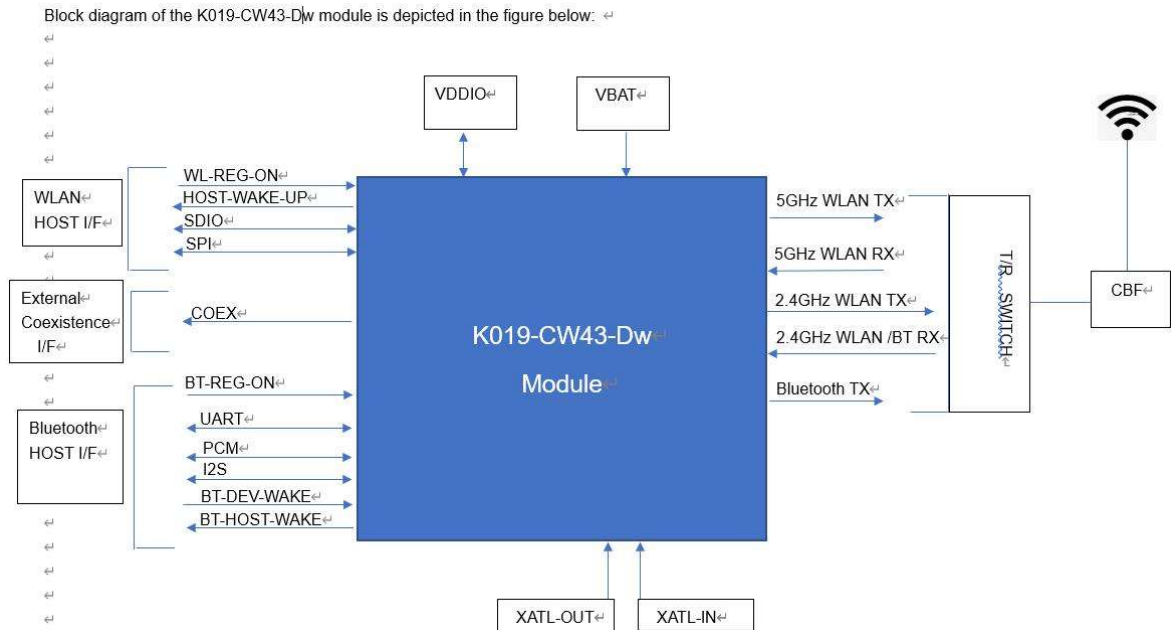 Block diagram of the K019-CW43-Dw module is depicted in the figure below:
VDDIO
VBAT
WLAN
HOST I/F
WL-REG-ON
HOST-WAKE-UP
SDIO
SPI
External
Coexistence
I/F
COEX
Bluetooth
HOST I/F
BT-REG-ON
UART
PCM
I2S
BT-DEV-WAKE
BT-HOST-WAKE
K019-CW43-Dw
Module
5GHz WLAN TX
5GHz WLAN RX
2.4GHz WLAN TX
2.4GHz WLAN /BT RX
Bluetooth TX
T/R SWITCH
CBF
XATL-OUT
XATL-IN